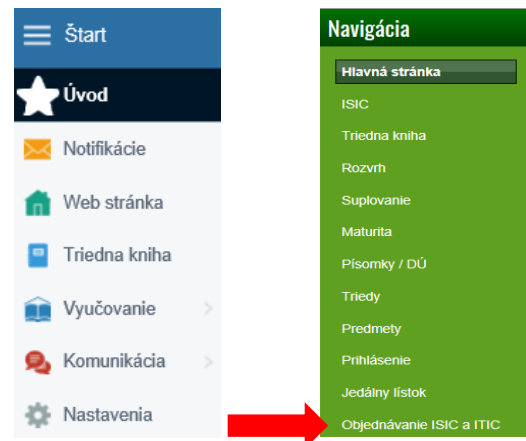 Štart
Úvod
Notifikácie
Web stránka
Triedna kniha
Vyučovanie
Komunikácia
Nastavenia
Navigácia
Hlavná stránka
ISIC
Triedna kniha
Rozvrh
Suplovanie
Maturita
Písomky / DÚ
Triedy
Predmety
Prihlásenie
Jedálny lístok
Objednávanie ISIC a ITIC